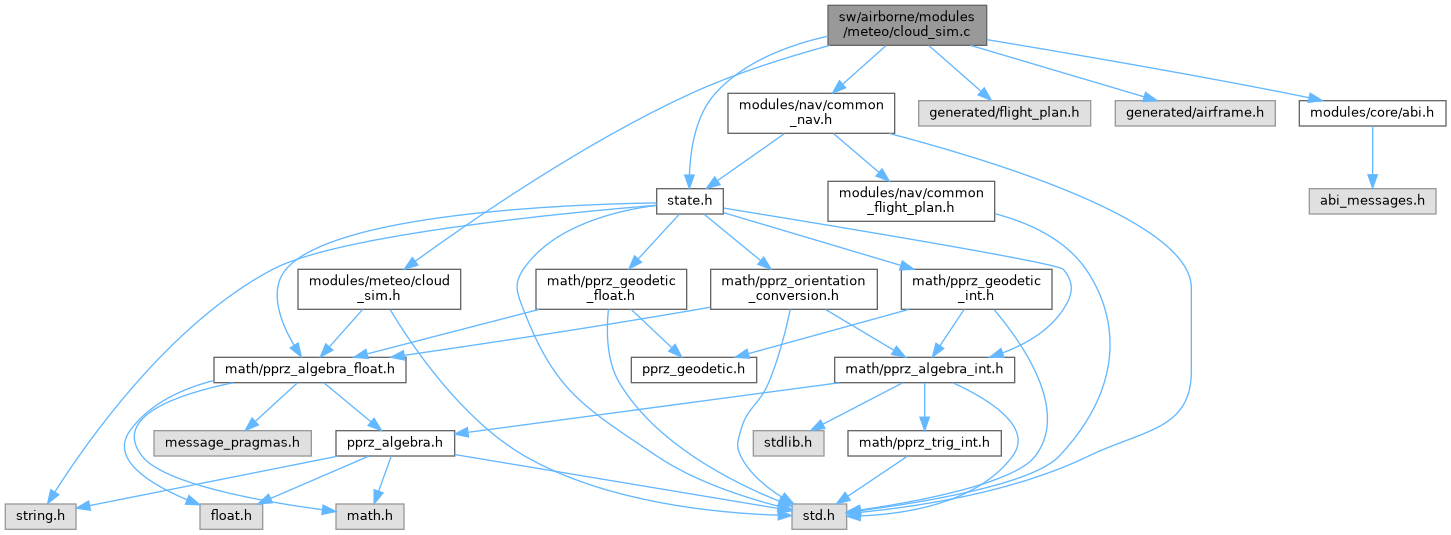 sw/airborne/modules
/meteo/cloud_sim.c
modules/nav/common
_nav.h
generated/flight_plan.h
generated/airframe.h
modules/core/abi.h
state.h
modules/nav/common
_flight_plan.h
abi_messages.h
modules/meteo/cloud
_sim.h
math/pprz_geodetic
_float.h
math/pprz_orientation
_conversion.h
math/pprz_geodetic
_int.h
math/pprz_algebra_float.h
pprz_geodetic.h
math/pprz_algebra_int.h
message_pragmas.h
pprz_algebra.h
stdlib.h
math/pprz_trig_int.h
string.h
float.h
math.h
std.h